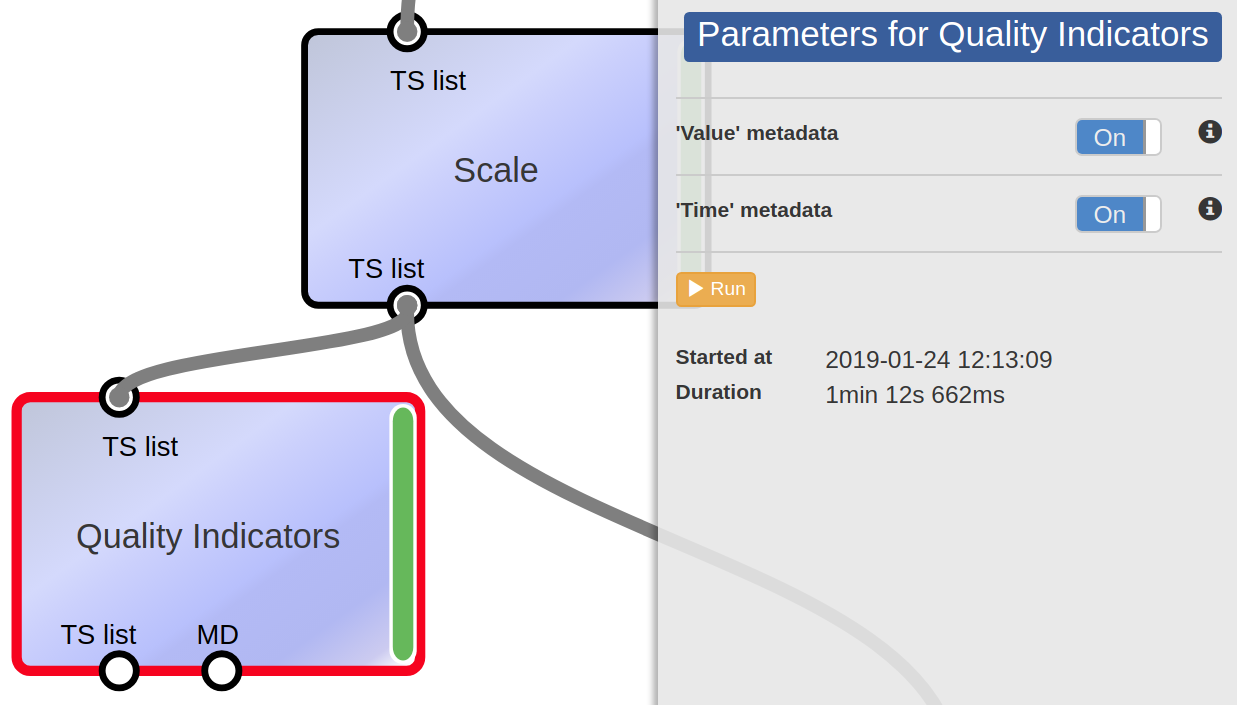 TS list
Scale
TS list
TS list
Quality Indicators
TS list MD
Parameters for Quality Indicators
'Value' metadata On
'Time' metadata On
Run
Started at 2019-01-24 12:13:09
Duration 1min 12s 662ms